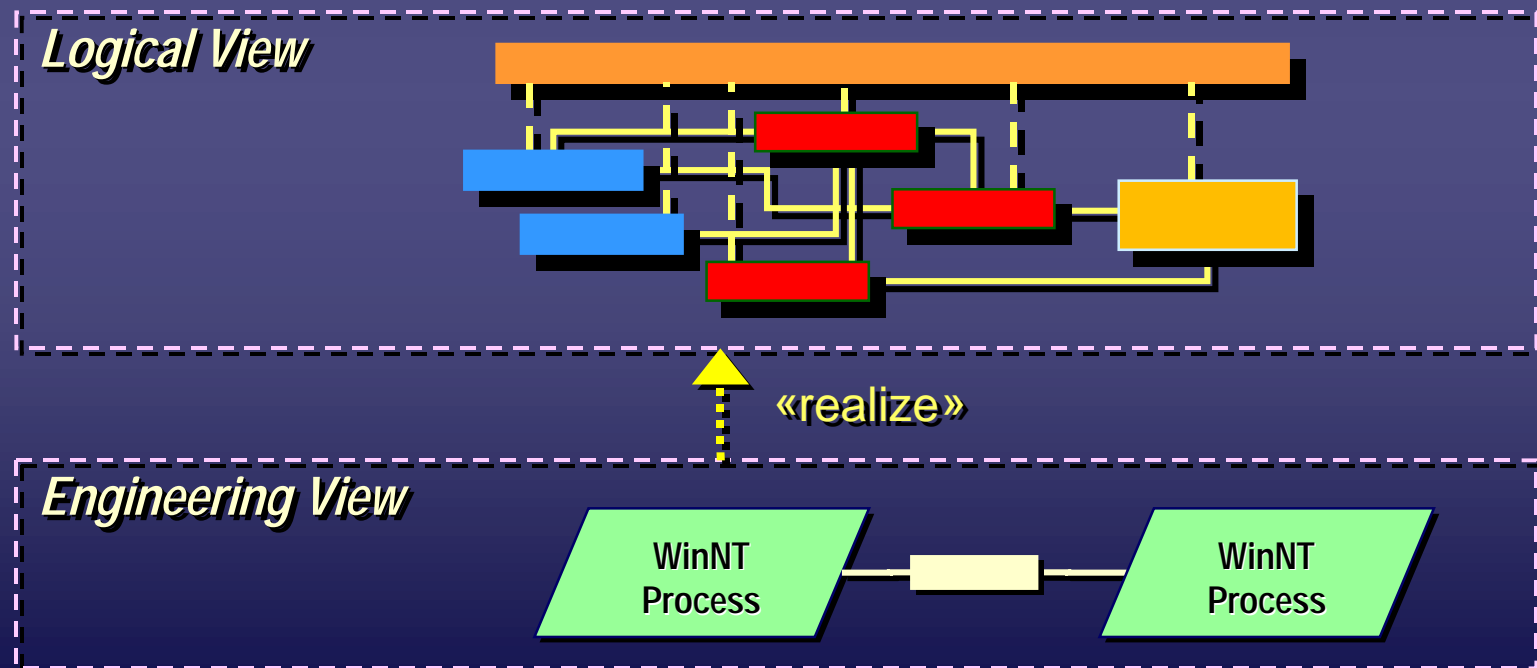 Logical View
«realize»
Engineering View
WinNT
Process
WinNT
Process